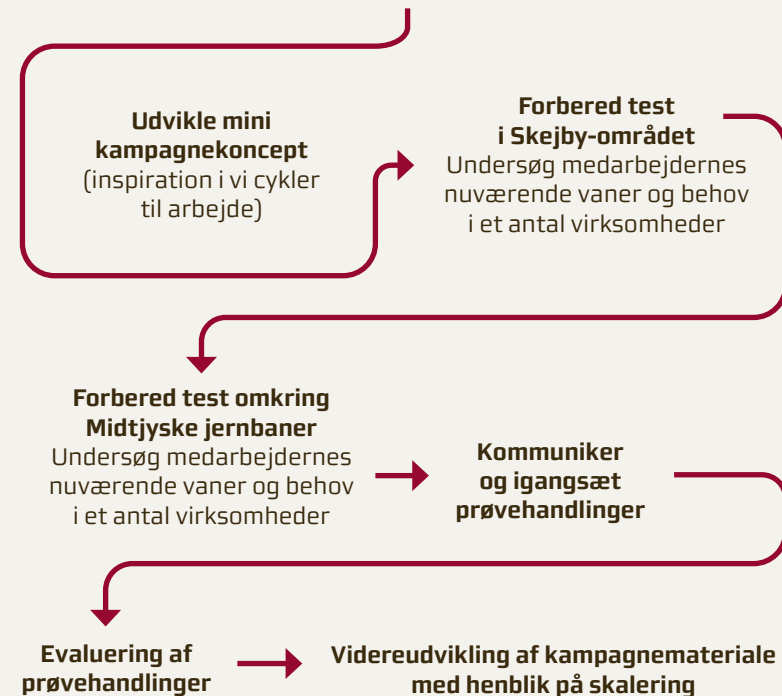 Udvikle mini
kampagnekoncept
(inspiration i vi cykler
til arbejde)
Forbered test
i Skejby-området
Undersøg medarbejdernes
nuværende vaner og behov
i et antal virksomheder
Forbered test omkring
Midtjyske jernbaner
Undersøg medarbejdernes
nuværende vaner og behov
i et antal virksomheder
Kommuniker
og igangsæt
prøvehandlinger
Evaluering af
prøvehandlinger
Videreudvikling af kampagnemateriale
med henblik på skalering